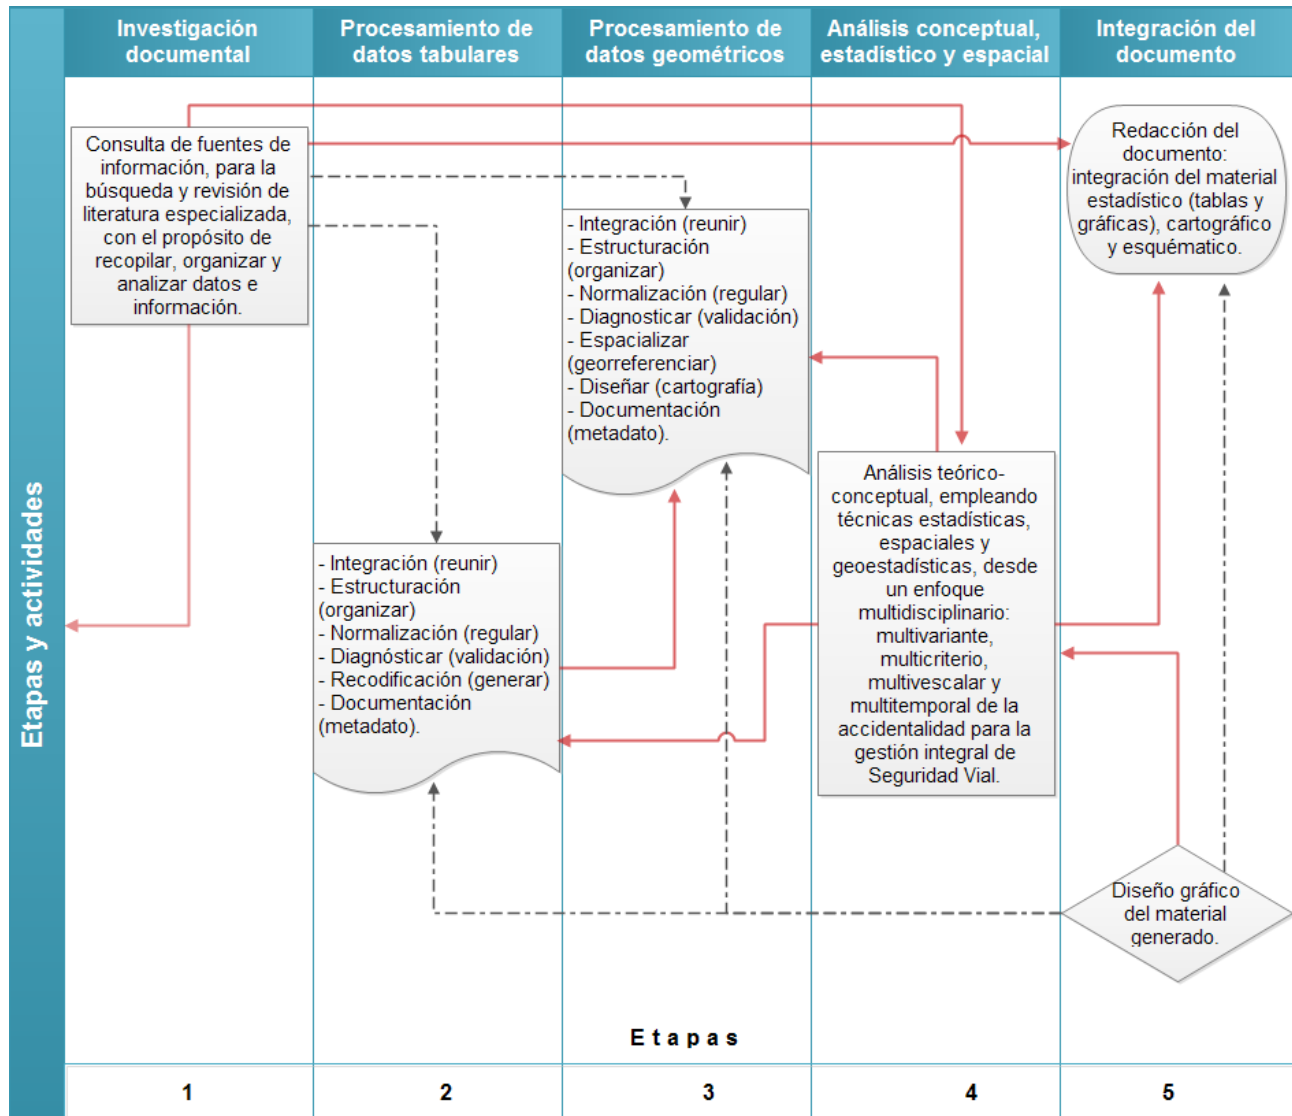 Investigación
documental
Procesamiento de
datos tabulares
Procesamiento de
datos geométricos
Análisis conceptual,
estadístico y espacial
Integración del
documento
Etapas y actividades
Consulta de fuentes de
información, para la
búsqueda y revisión de
literatura especializada,
con el propósito de
recopilar, organizar y
analizar datos e
información.
- Integración (reunir)
- Estructuración
(organizar)
- Normalización (regular)
- Diagnósticar (validación)
- Recodificación (generar)
- Documentación
(metadato).
- Integración (reunir)
- Estructuración
(organizar)
- Normalización (regular)
- Diagnosticar (validación)
- Espacializar
(georreferenciar)
- Diseñar (cartografía)
- Documentación
(metadato).
Análisis teórico-
conceptual, empleando
técnicas estadísticas,
espaciales y
geoestadísticas, desde
un enfoque
multidisciplinario:
multivariante,
multicriterio,
multivescalar y
multitemporal de la
accidentalidad para la
gestión integral de
Seguridad Vial.
Redacción del
documento:
integración del material
estadístico (tablas y
gráficas), cartográfico
y esquématico.
Diseño gráfico
del material
generado.
Etapas
1
2
3
4
5